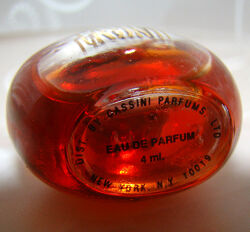 DIST. BY CASSINI PARFUMS, LTD.
EAU DE PARFUM
4 ml.
NEW YORK, N.Y. 10019